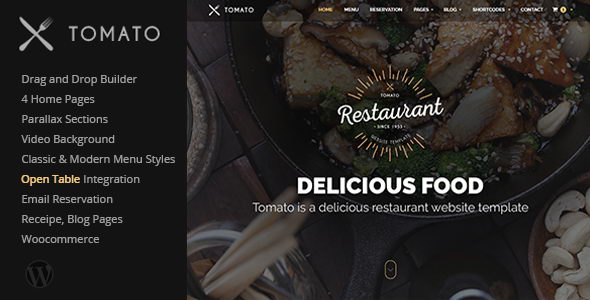 TOMATO
Drag and Drop Builder
4 Home Pages
Parallax Sections
Video Background
Classic & Modern Menu Styles
Open Table Integration
Email Reservation
Receipe, Blog Pages
Woocommerce
TOMATO
HOME MENU RESERVATION PAGES BLOG SHORTCODES CONTACT
TOMATO
Restaurant
SINCE 1955
WEBSITE TEMPLATE
DELICIOUS FOOD
Tomato is a delicious restaurant website template